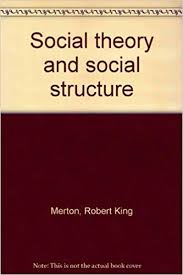 Social theory and social
structure
Merton, Robert King
Note: This is not the actual book cover